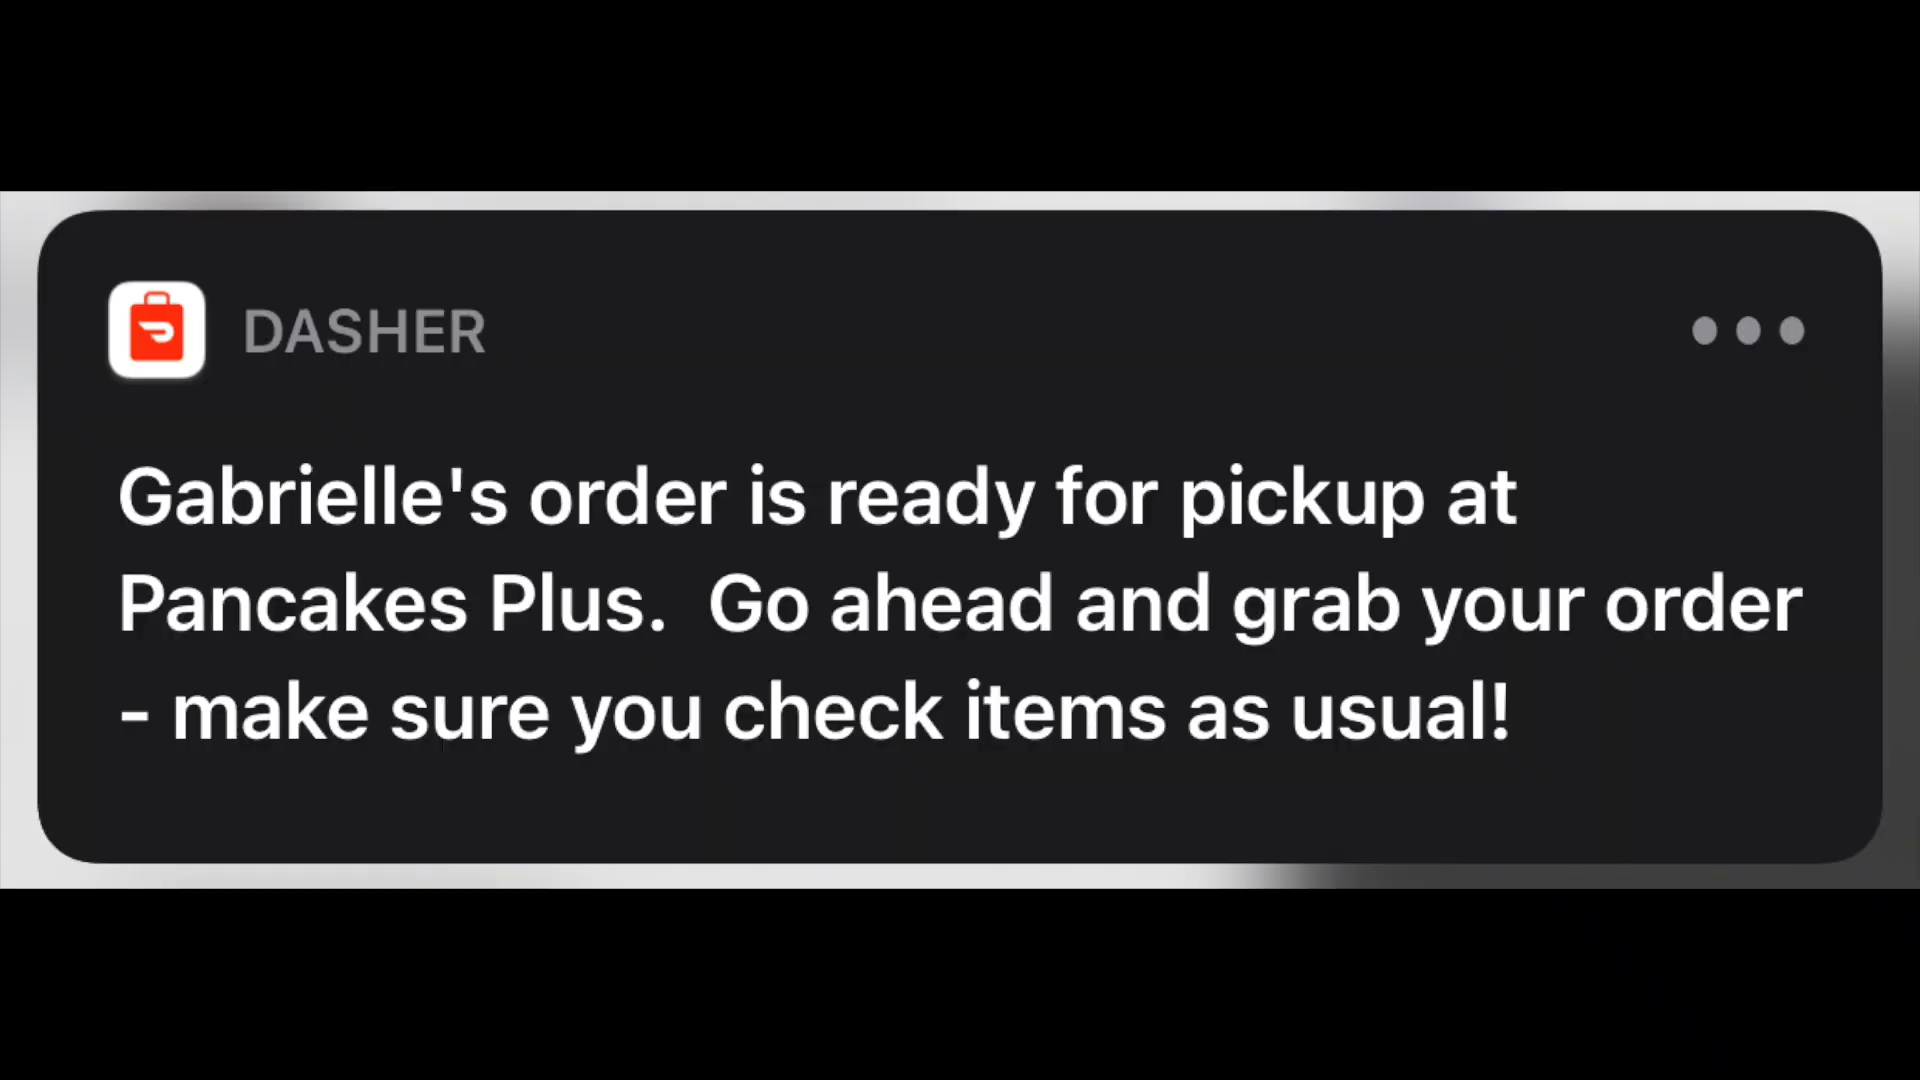 DASHER
Gabrielle's order is ready for pickup at
Pancakes Plus.  Go ahead and grab your order
- make sure you check items as usual!